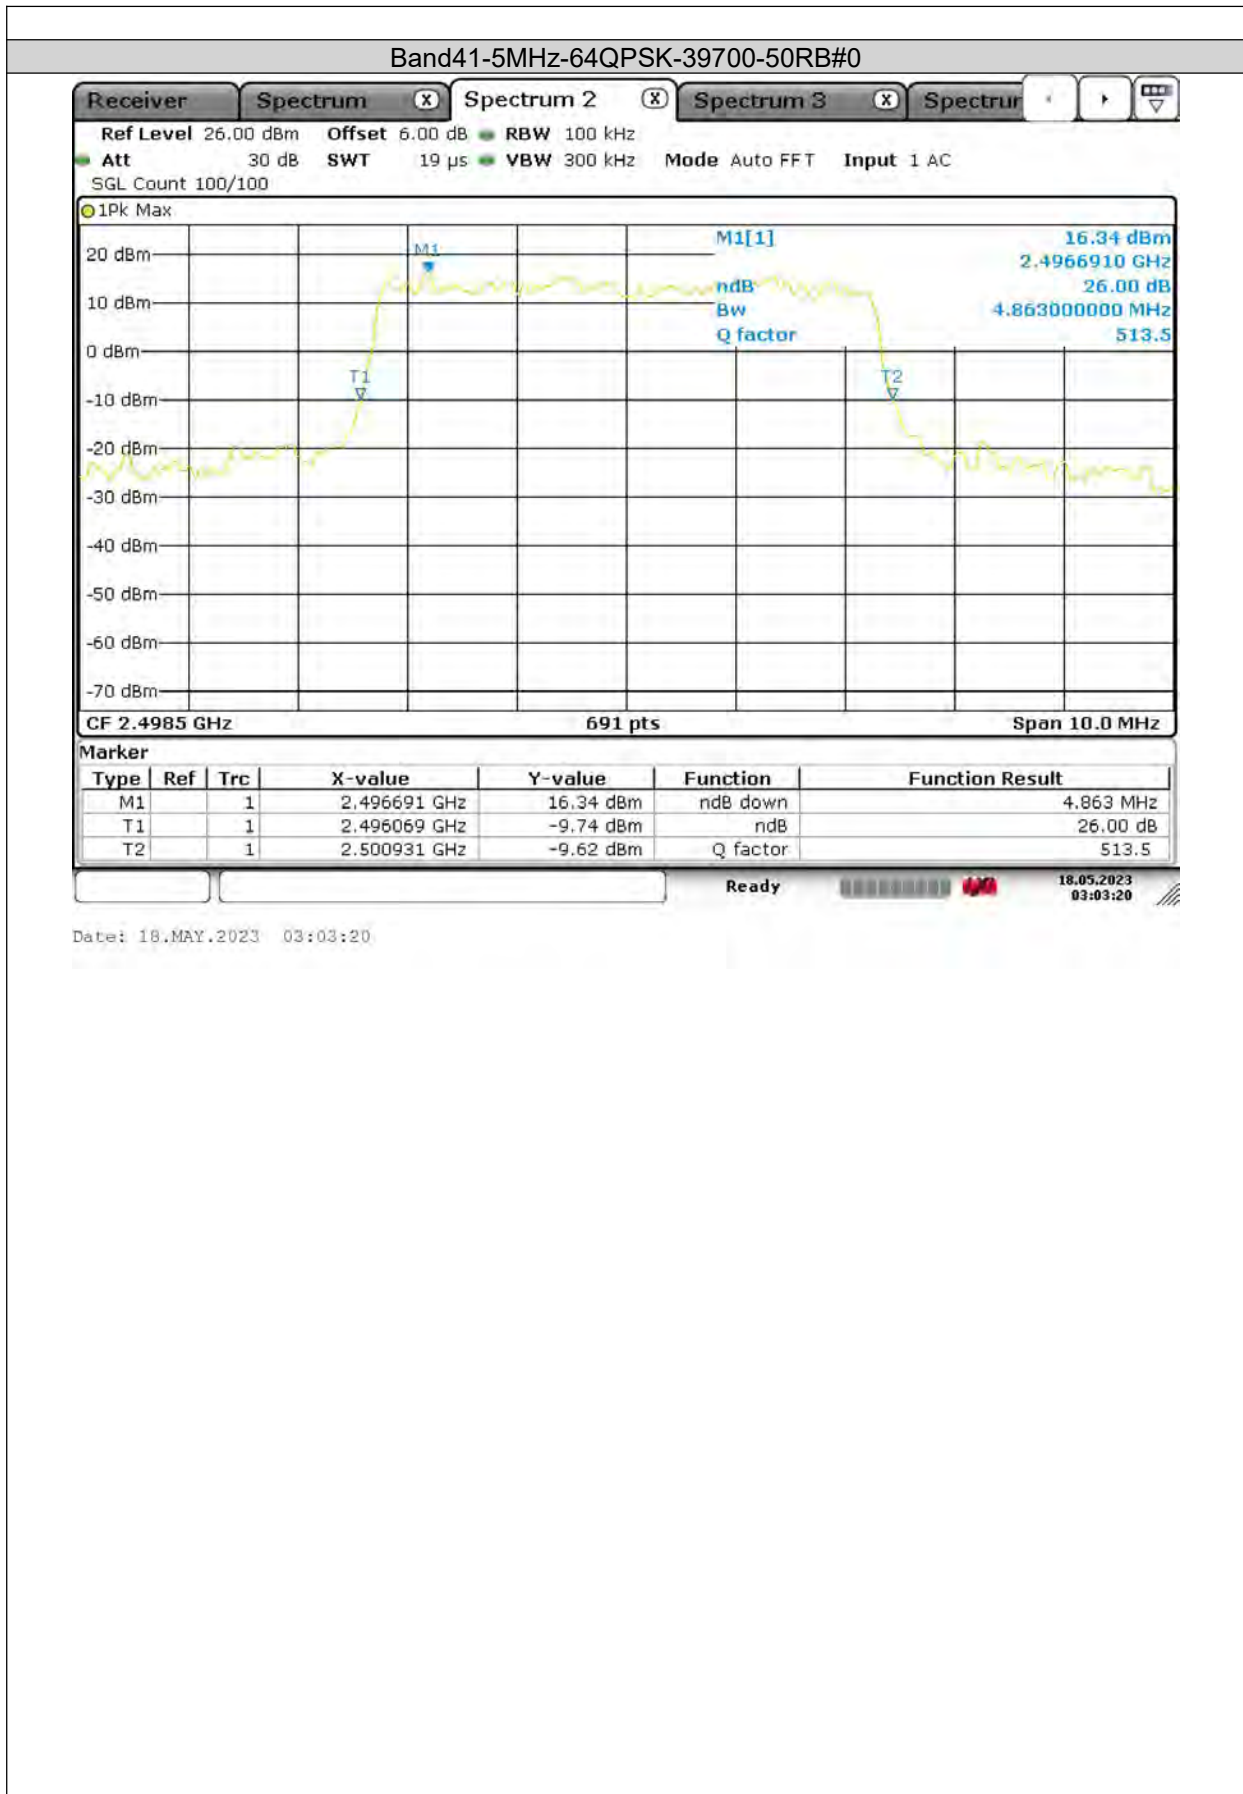 Band41-5MHz-64QPSK-39700-50RB#0
Receiver Spectrum X Spectrum 2 X Spectrum 3 X Spectrur
Ref Level 26.00 dBm Offset 6.00 dB RBW 100 kHz
Att 30 dB SWT 19 µs VBW 300 kHz Mode Auto FFT Input 1 AC
SGL Count 100/100
1Pk Max
M1[1] 16.34 dBm
2.4966910 GHz
ndB 26.00 dB
Bw 4.863000000 MHz
Q factor 513.5
M1
T1
T2
20 dBm
10 dBm
0 dBm
-10 dBm
-20 dBm
-30 dBm
-40 dBm
-50 dBm
-60 dBm
-70 dBm
CF 2.4985 GHz 691 pts Span 10.0 MHz
Marker
Type Ref Trc X-value Y-value Function Function Result
M1 1 2.496691 GHz 16.34 dBm ndB down 4.863 MHz
T1 1 2.496069 GHz -9.74 dBm ndB 26.00 dB
T2 1 2.500931 GHz -9.62 dBm Q factor 513.5
Ready 18.05.2023
03:03:20
Date: 18.MAY.2023 03:03:20